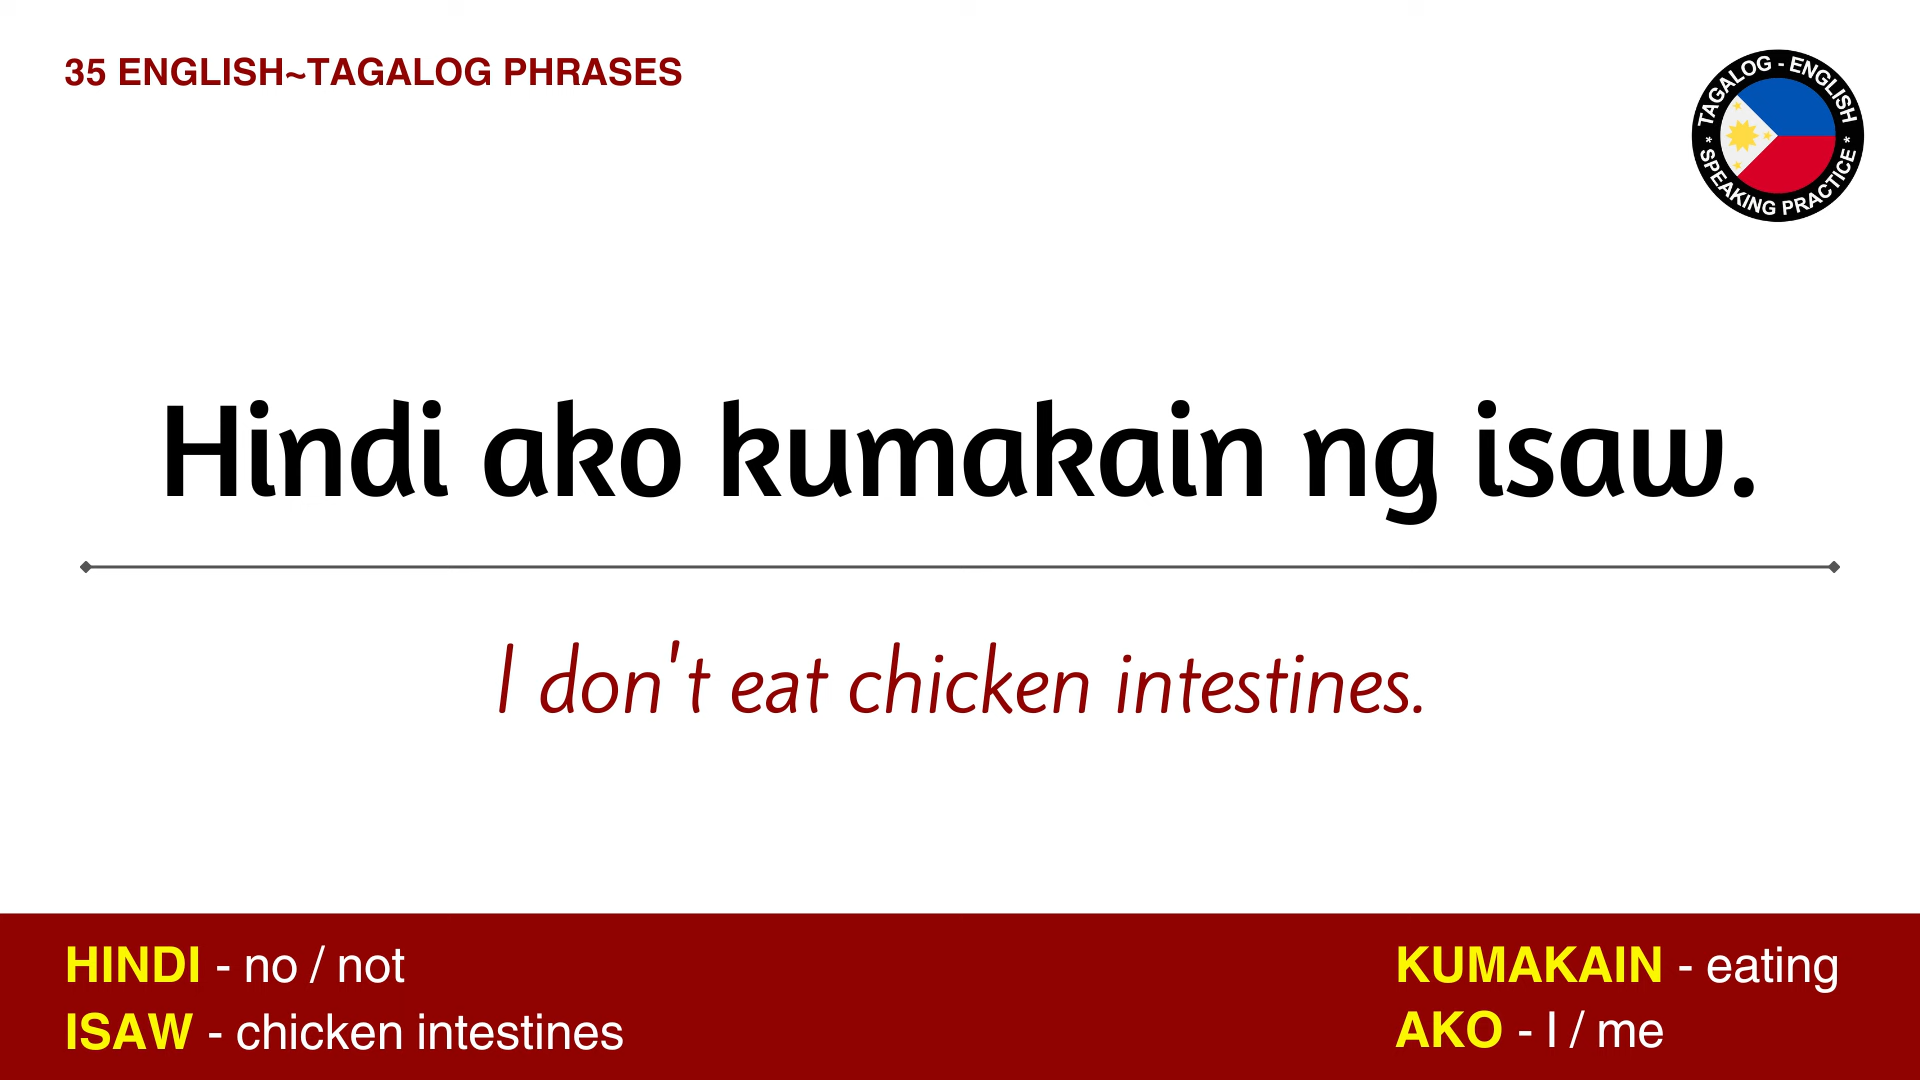 35 ENGLISH~TAGALOG PHRASES
TAGALOG - ENGLISH
* SPEAKING PRACTICE *
Hindi ako kumakain ng isaw.
I don't eat chicken intestines.
HINDI - no / not
ISAW - chicken intestines
KUMAKAIN - eating
AKO - I / me